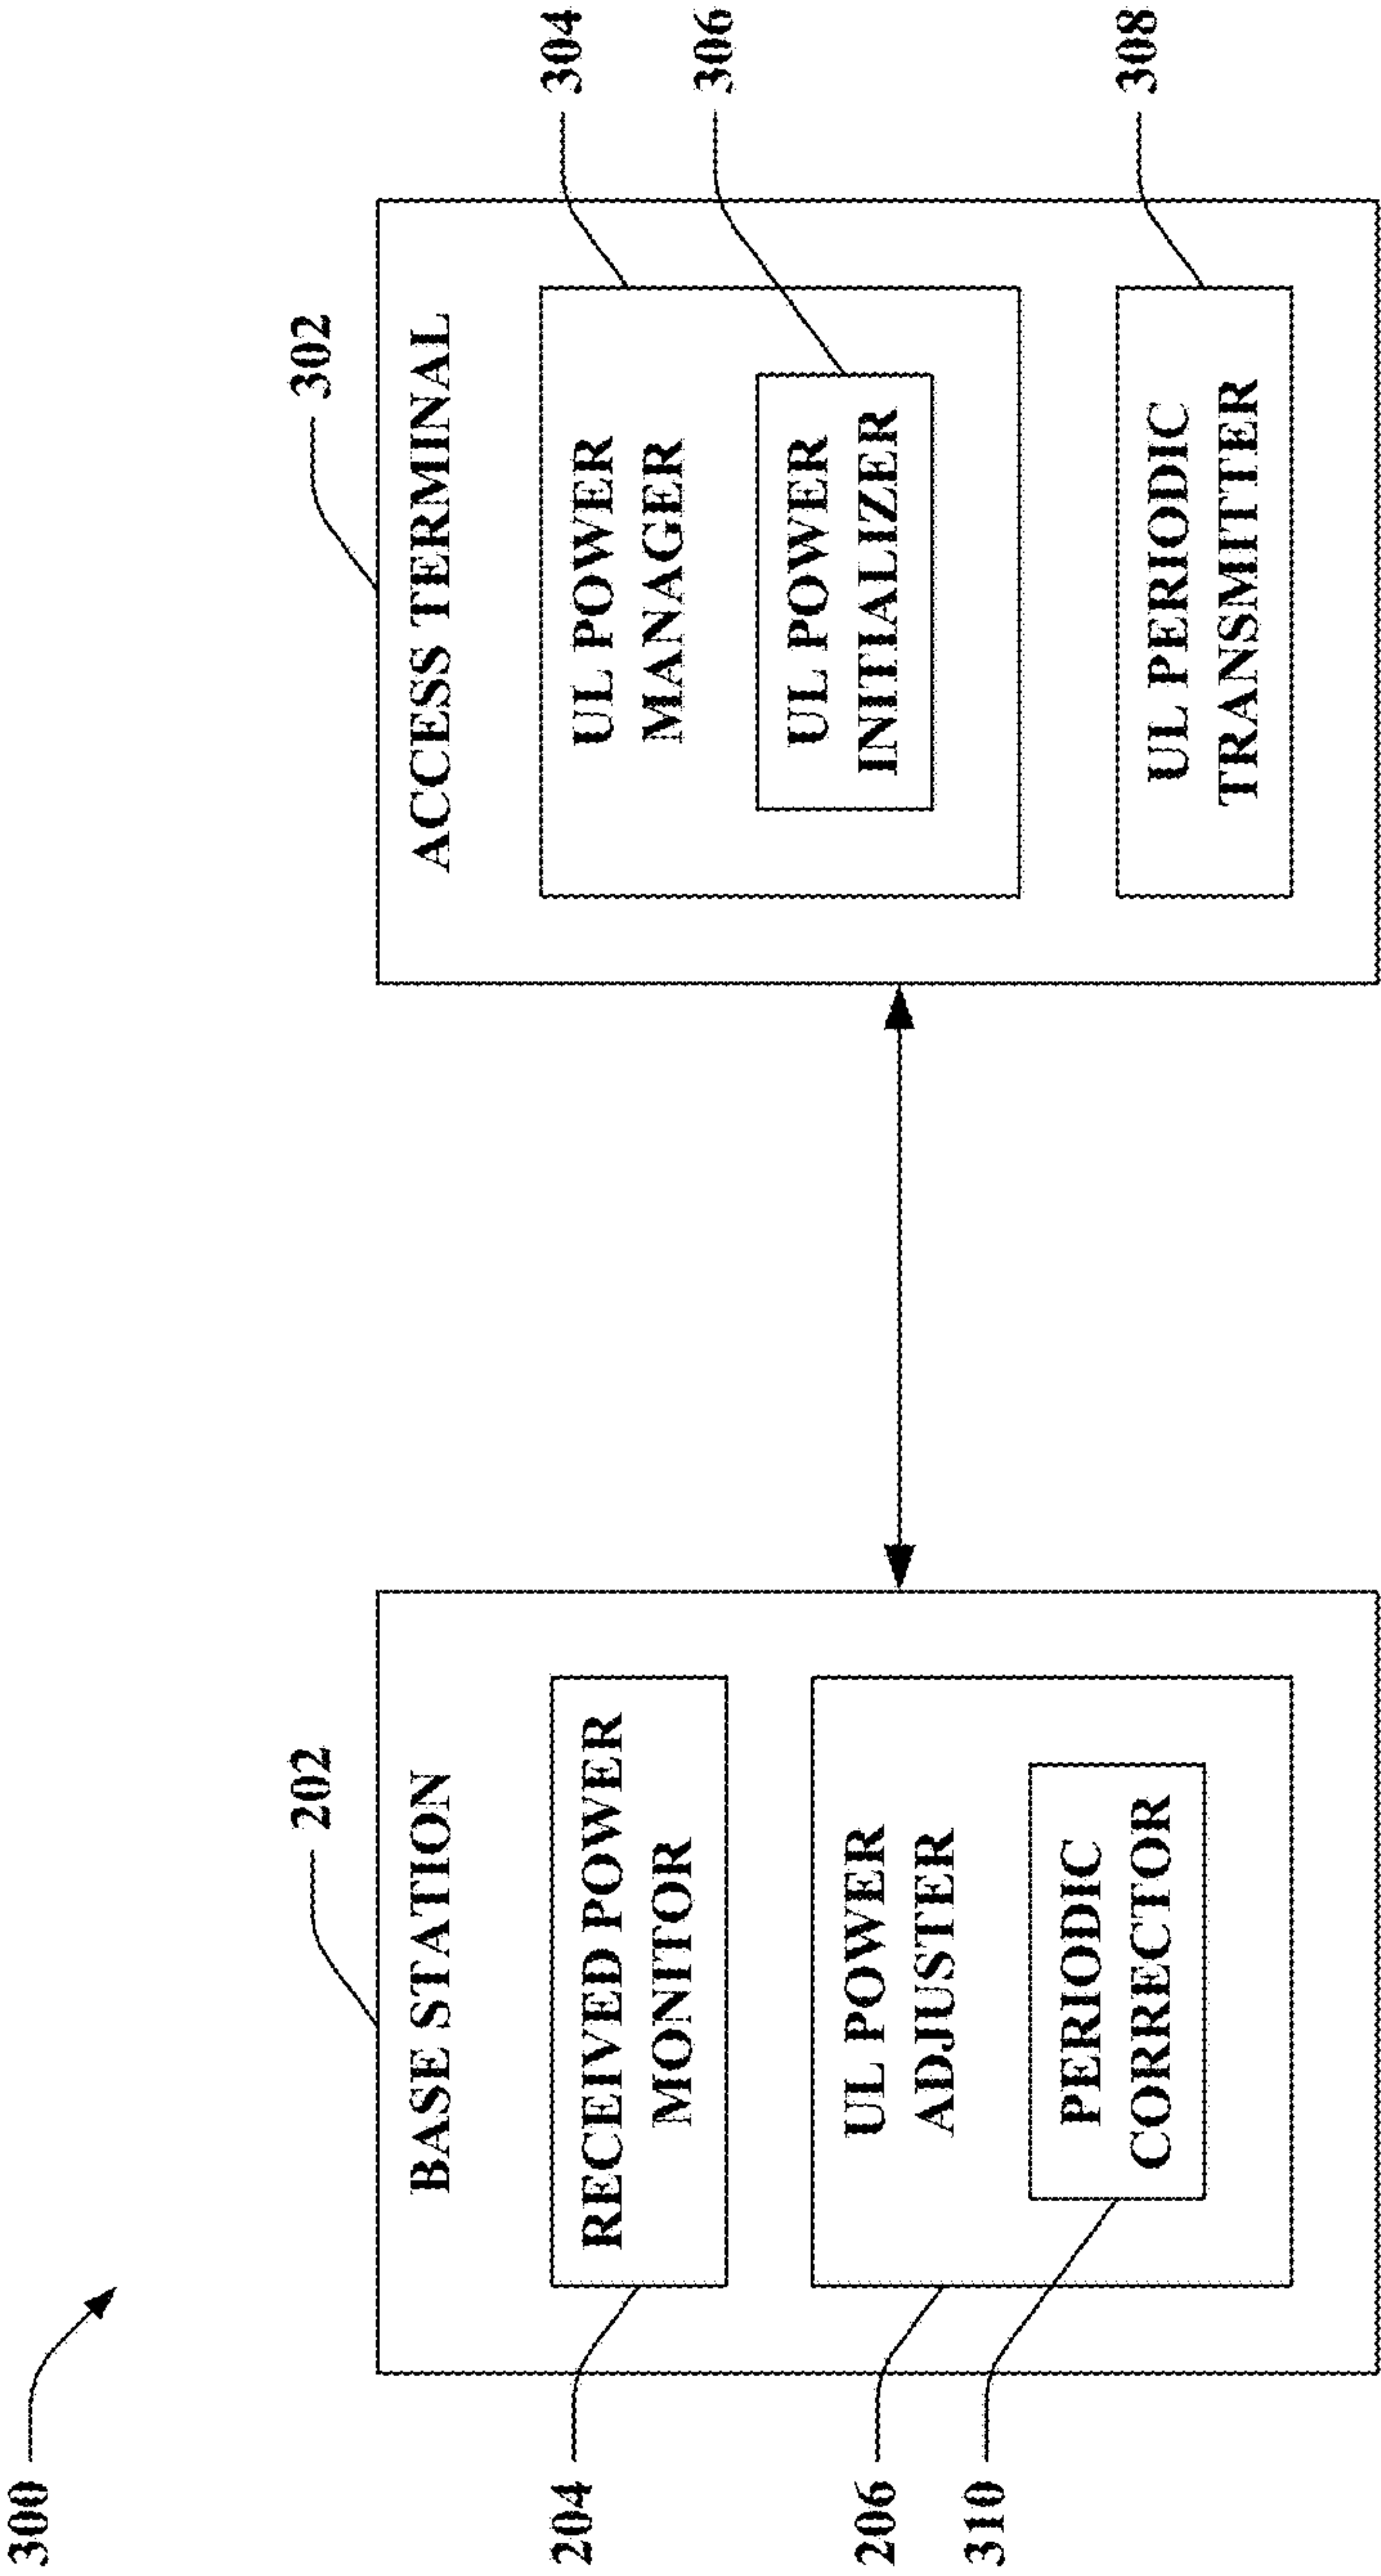 300
202
BASE STATION
204
RECEIVED POWER
MONITOR
206
UL POWER
ADJUSTER
310
PERIODIC
CORRECTOR
302
ACCESS TERMINAL
304
UL POWER
MANAGER
306
UL POWER
INITIALIZER
308
UL PERIODIC
TRANSMITTER